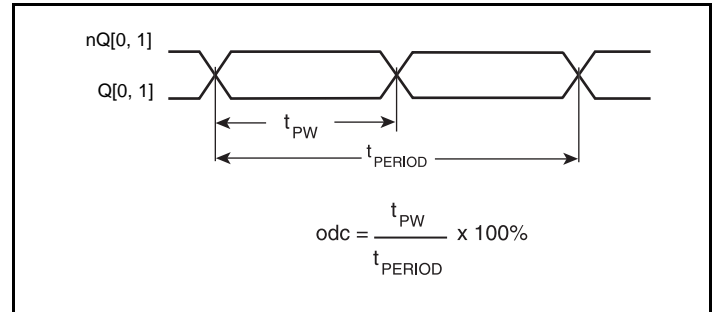 nQ[0, 1]
Q[0, 1]
tPW
tPERIOD
odc = tPW / tPERIOD x 100%